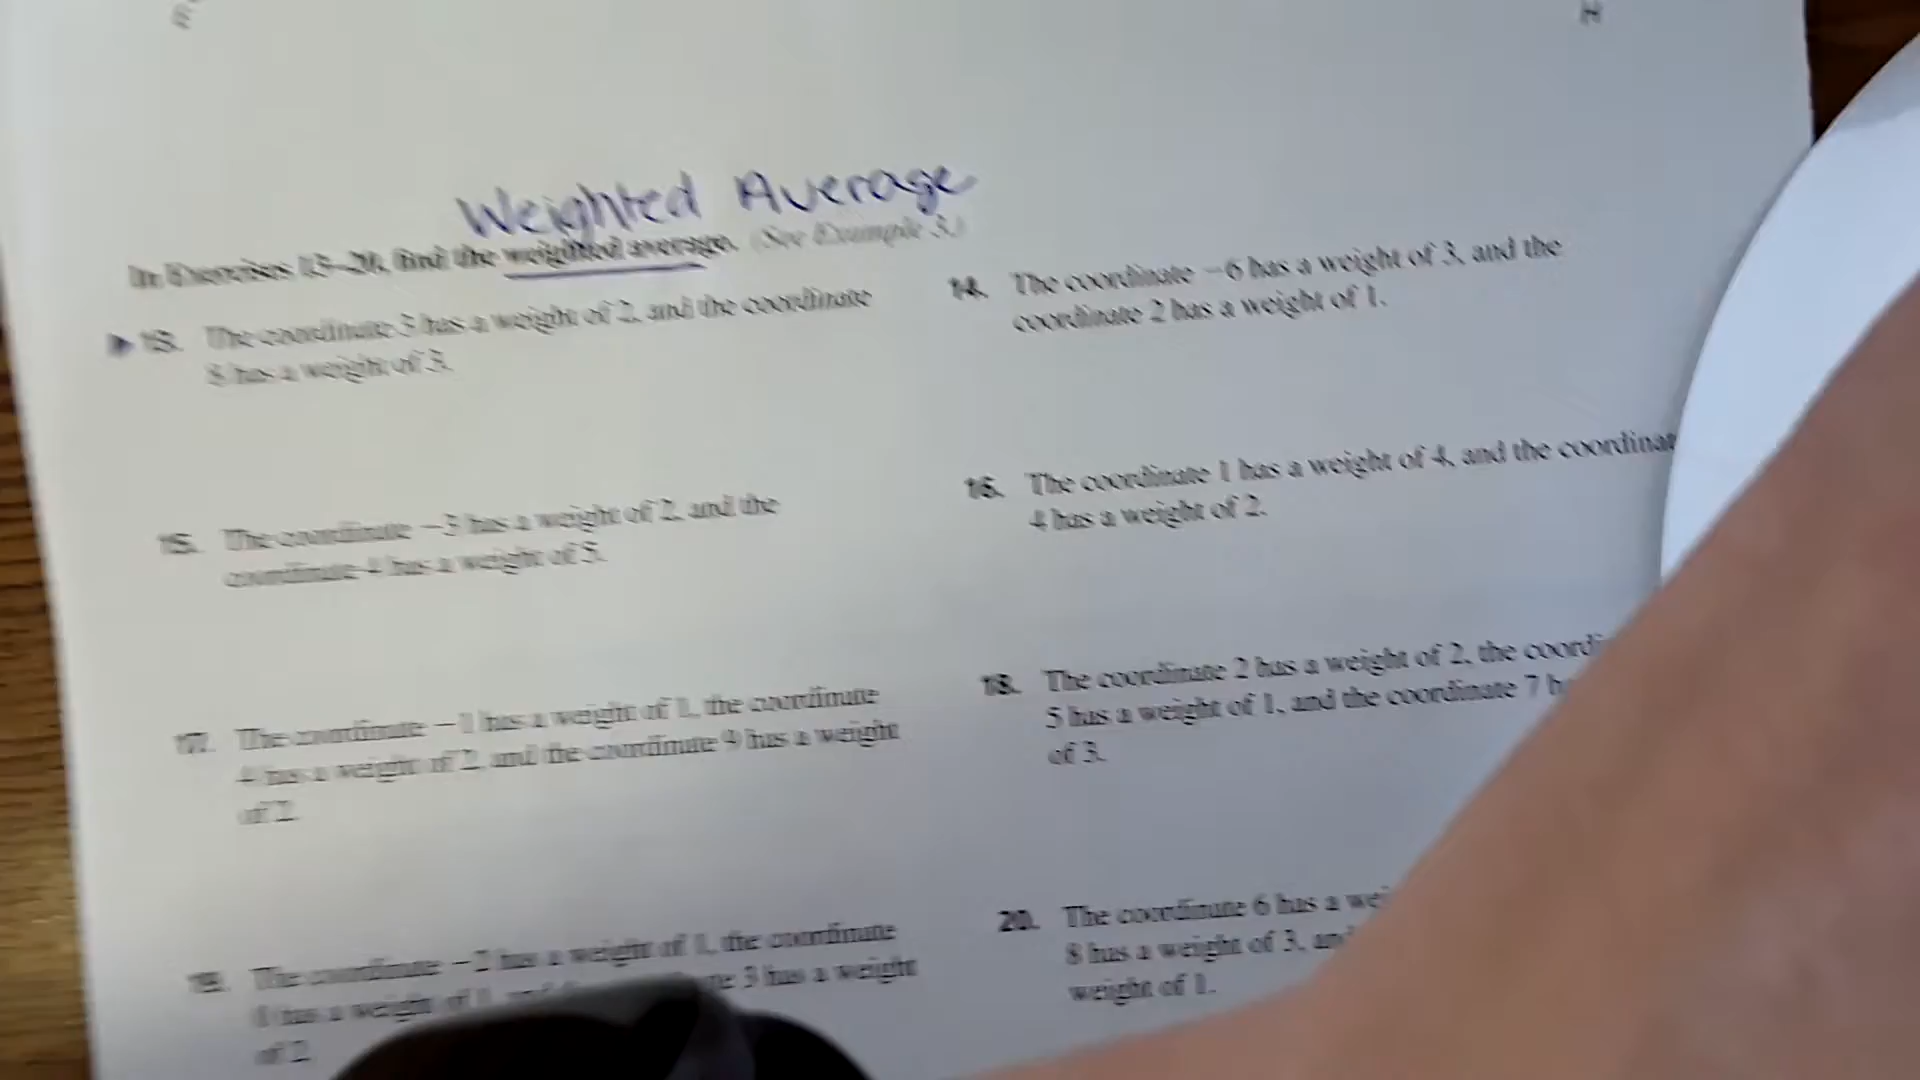 H
Weighted Average
In Exercises 13–20, find the weighted average. (See Example 3.)
13. The coordinate 3 has a weight of 2, and the coordinate
8 has a weight of 3.
14. The coordinate −6 has a weight of 3, and the
coordinate 2 has a weight of 1.
15. The coordinate has a weight of 2, and the
coordinate 4 has a weight of 5.
16. The coordinate 1 has a weight of 4, and the coordinat
4 has a weight of 2.
17. The coordinate −1 has a weight of 1, the coordinate
4 has a weight of 2, and the coordinate 9 has a weight
of 2.
18. The coordinate 2 has a weight of 2, the coordi
5 has a weight of 1, and the coordinate 7 h
of 3.
19. The coordinate −2 has a weight of 1, the coordinate
has a weight of 3 has a weight
of 2.
20. The coordinate 6 has a wei
8 has a weight of 3, and
weight of 1.